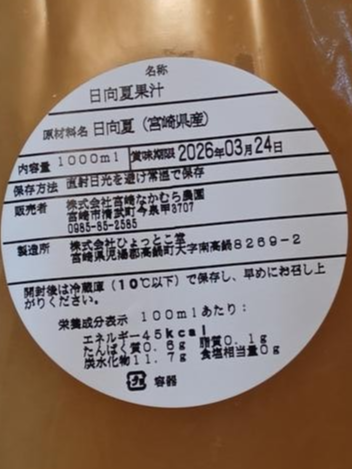 名称
日向夏果汁
原材料名 日向夏（宮崎県産）
内容量 1000ml 賞味期限 2026年03月24日
保存方法 直射日光を避け常温で保存
販売者 株式会社宮崎なかむら農園
宮崎市清武町今泉甲3707
0985-85-2585
製造所 株式会社ひょっとこ堂
宮崎県児湯郡高鍋町大字南高鍋8269-2
開封後は冷蔵庫（10℃以下）で保存し、早めにお召し上
がりください。
栄養成分表示 100mlあたり：
エネルギー45kcal
たんぱく質0.6g 脂質0.1g
炭水化物11.7g 食塩相当量0g
紙 容器